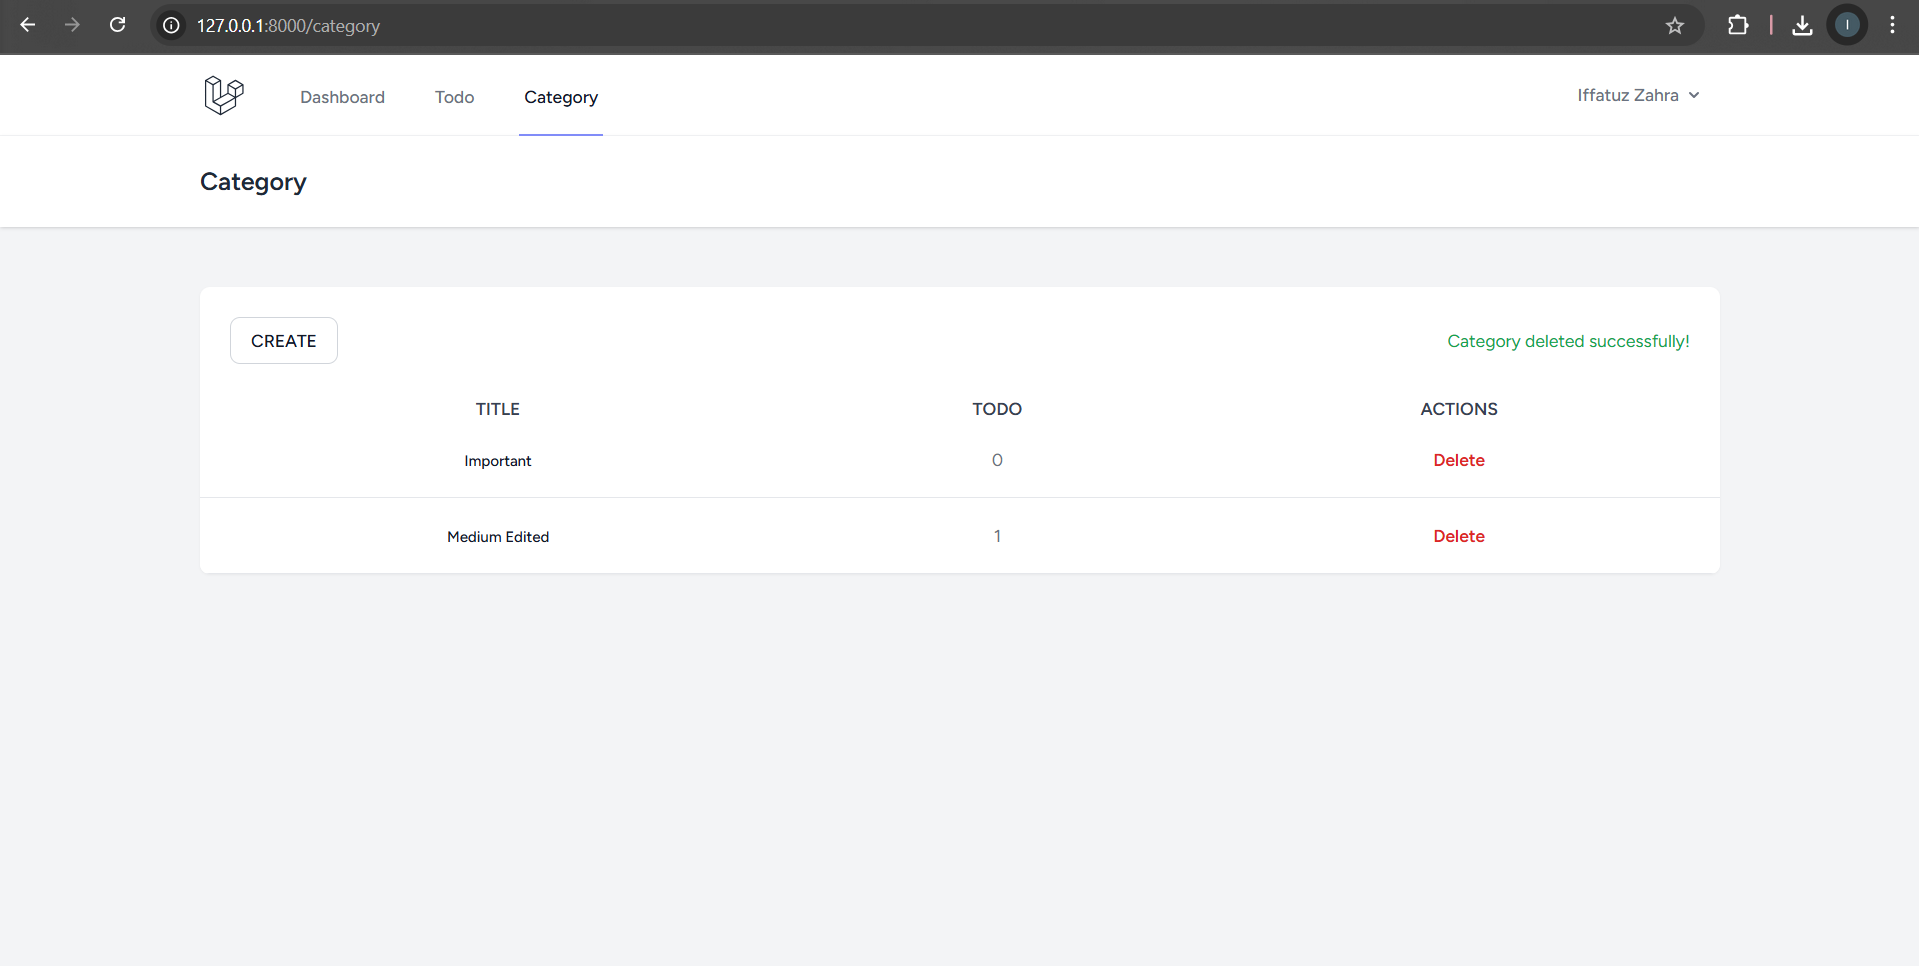 127.0.0.1:8000/category
I
Dashboard Todo Category Iffatuz Zahra
Category
CREATE Category deleted successfully!
TITLE TODO ACTIONS
Important 0 Delete
Medium Edited 1 Delete